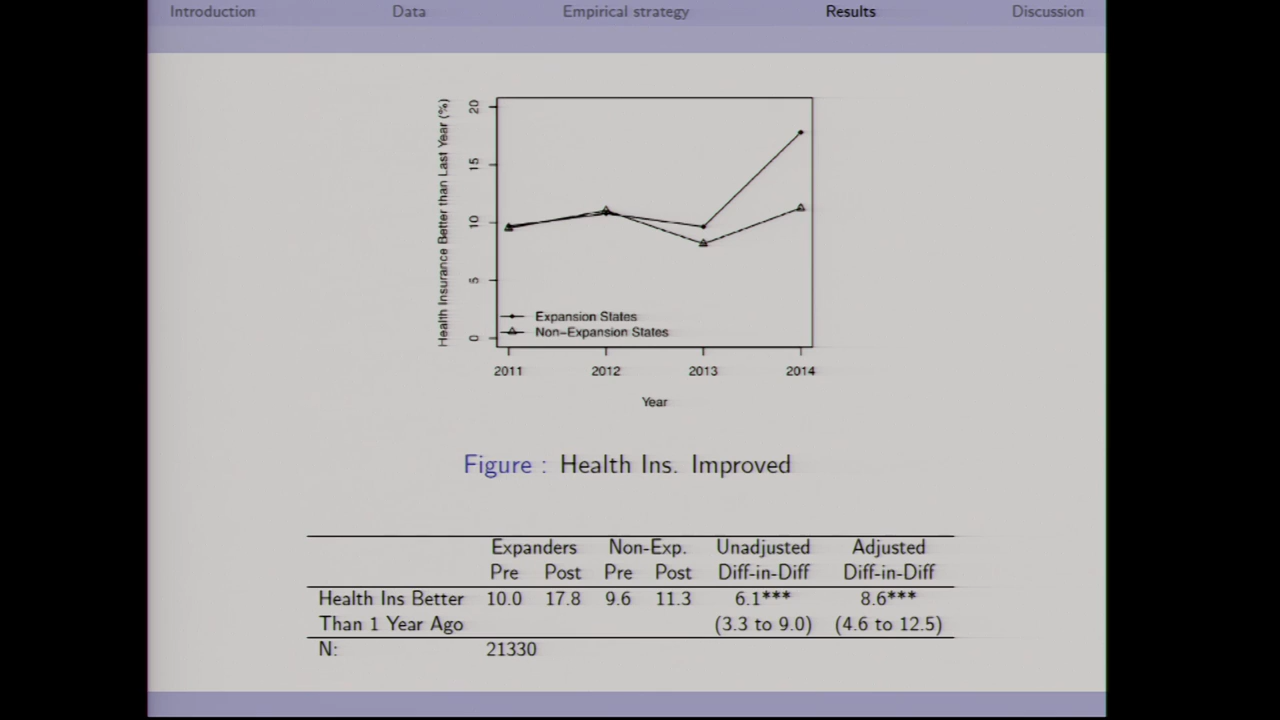 Introduction Data Empirical strategy Results Discussion
Health Insurance Better than Last Year (%)
20
15
10
5
0
Expansion States
Non-Expansion States
2011 2012 2013 2014
Year
Figure : Health Ins. Improved
Expanders Non-Exp. Unadjusted Adjusted
Pre Post Pre Post Diff-in-Diff Diff-in-Diff
Health Ins Better 10.0 17.8 9.6 11.3 6.1*** 8.6***
Than 1 Year Ago (3.3 to 9.0) (4.6 to 12.5)
N: 21330